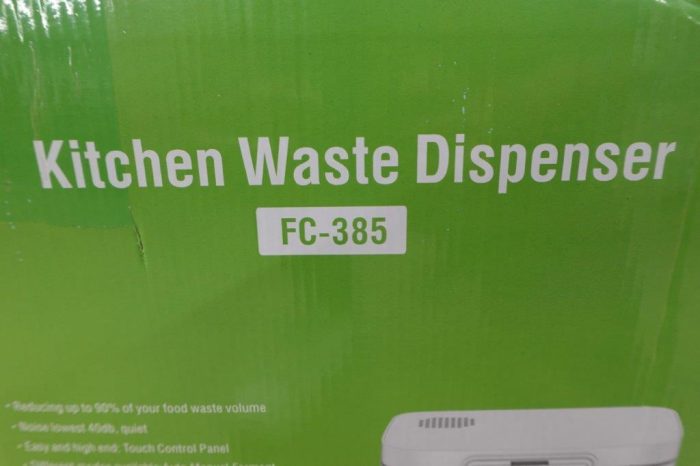 Kitchen Waste Dispenser
FC-385
-Reducing up to 90% of your food waste volume
-Noise lowest 40db, quiet
-Easy and high end: Touch Control Panel